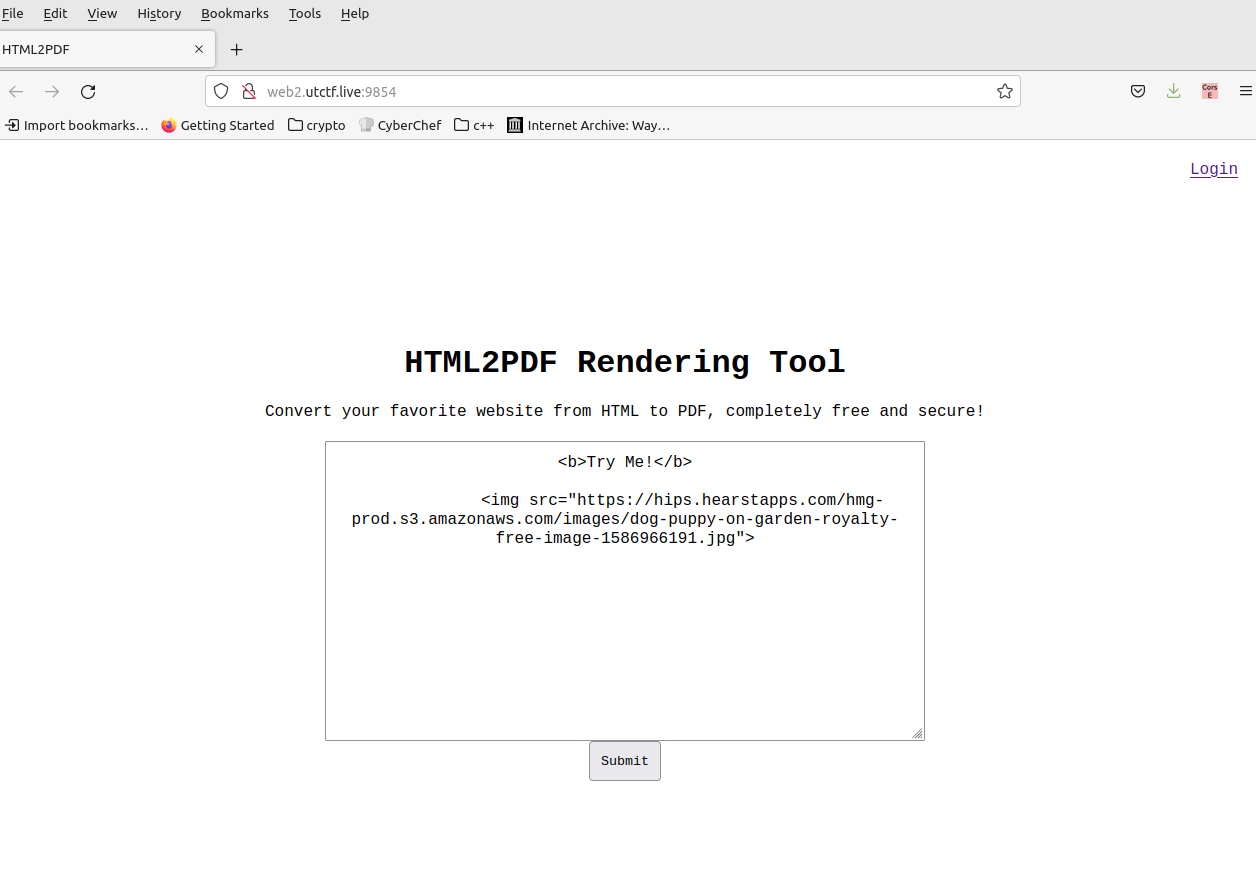 File Edit View History Bookmarks Tools Help
HTML2PDF
web2.utctf.live:9854
Cors E
Import bookmarks... Getting Started crypto CyberChef c++ Internet Archive: Way...
Login
HTML2PDF Rendering Tool
Convert your favorite website from HTML to PDF, completely free and secure!
<b>Try Me!</b>
<img src="https://hips.hearstapps.com/hmg-
prod.s3.amazonaws.com/images/dog-puppy-on-garden-royalty-
free-image-1586966191.jpg">
Submit